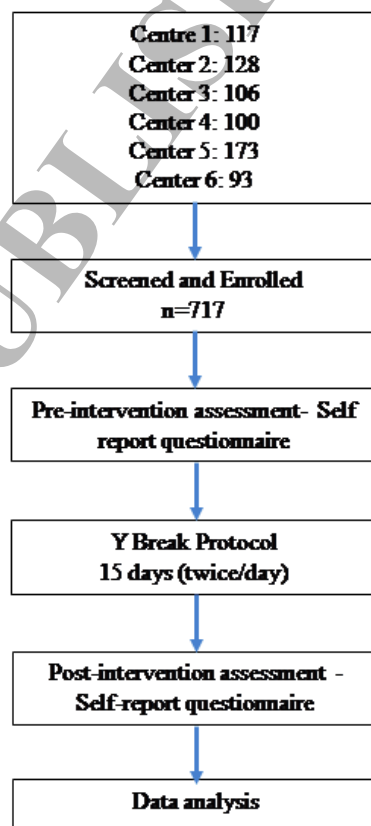 Centre 1: 117
Center 2: 128
Center 3: 106
Center 4: 100
Center 5: 173
Center 6: 93
Screened and Enrolled
n=717
Pre-intervention assessment- Self
report questionnaire
Y Break Protocol
15 days (twice/day)
Post-intervention assessment -
Self-report questionnaire
Data analysis
UBLIS